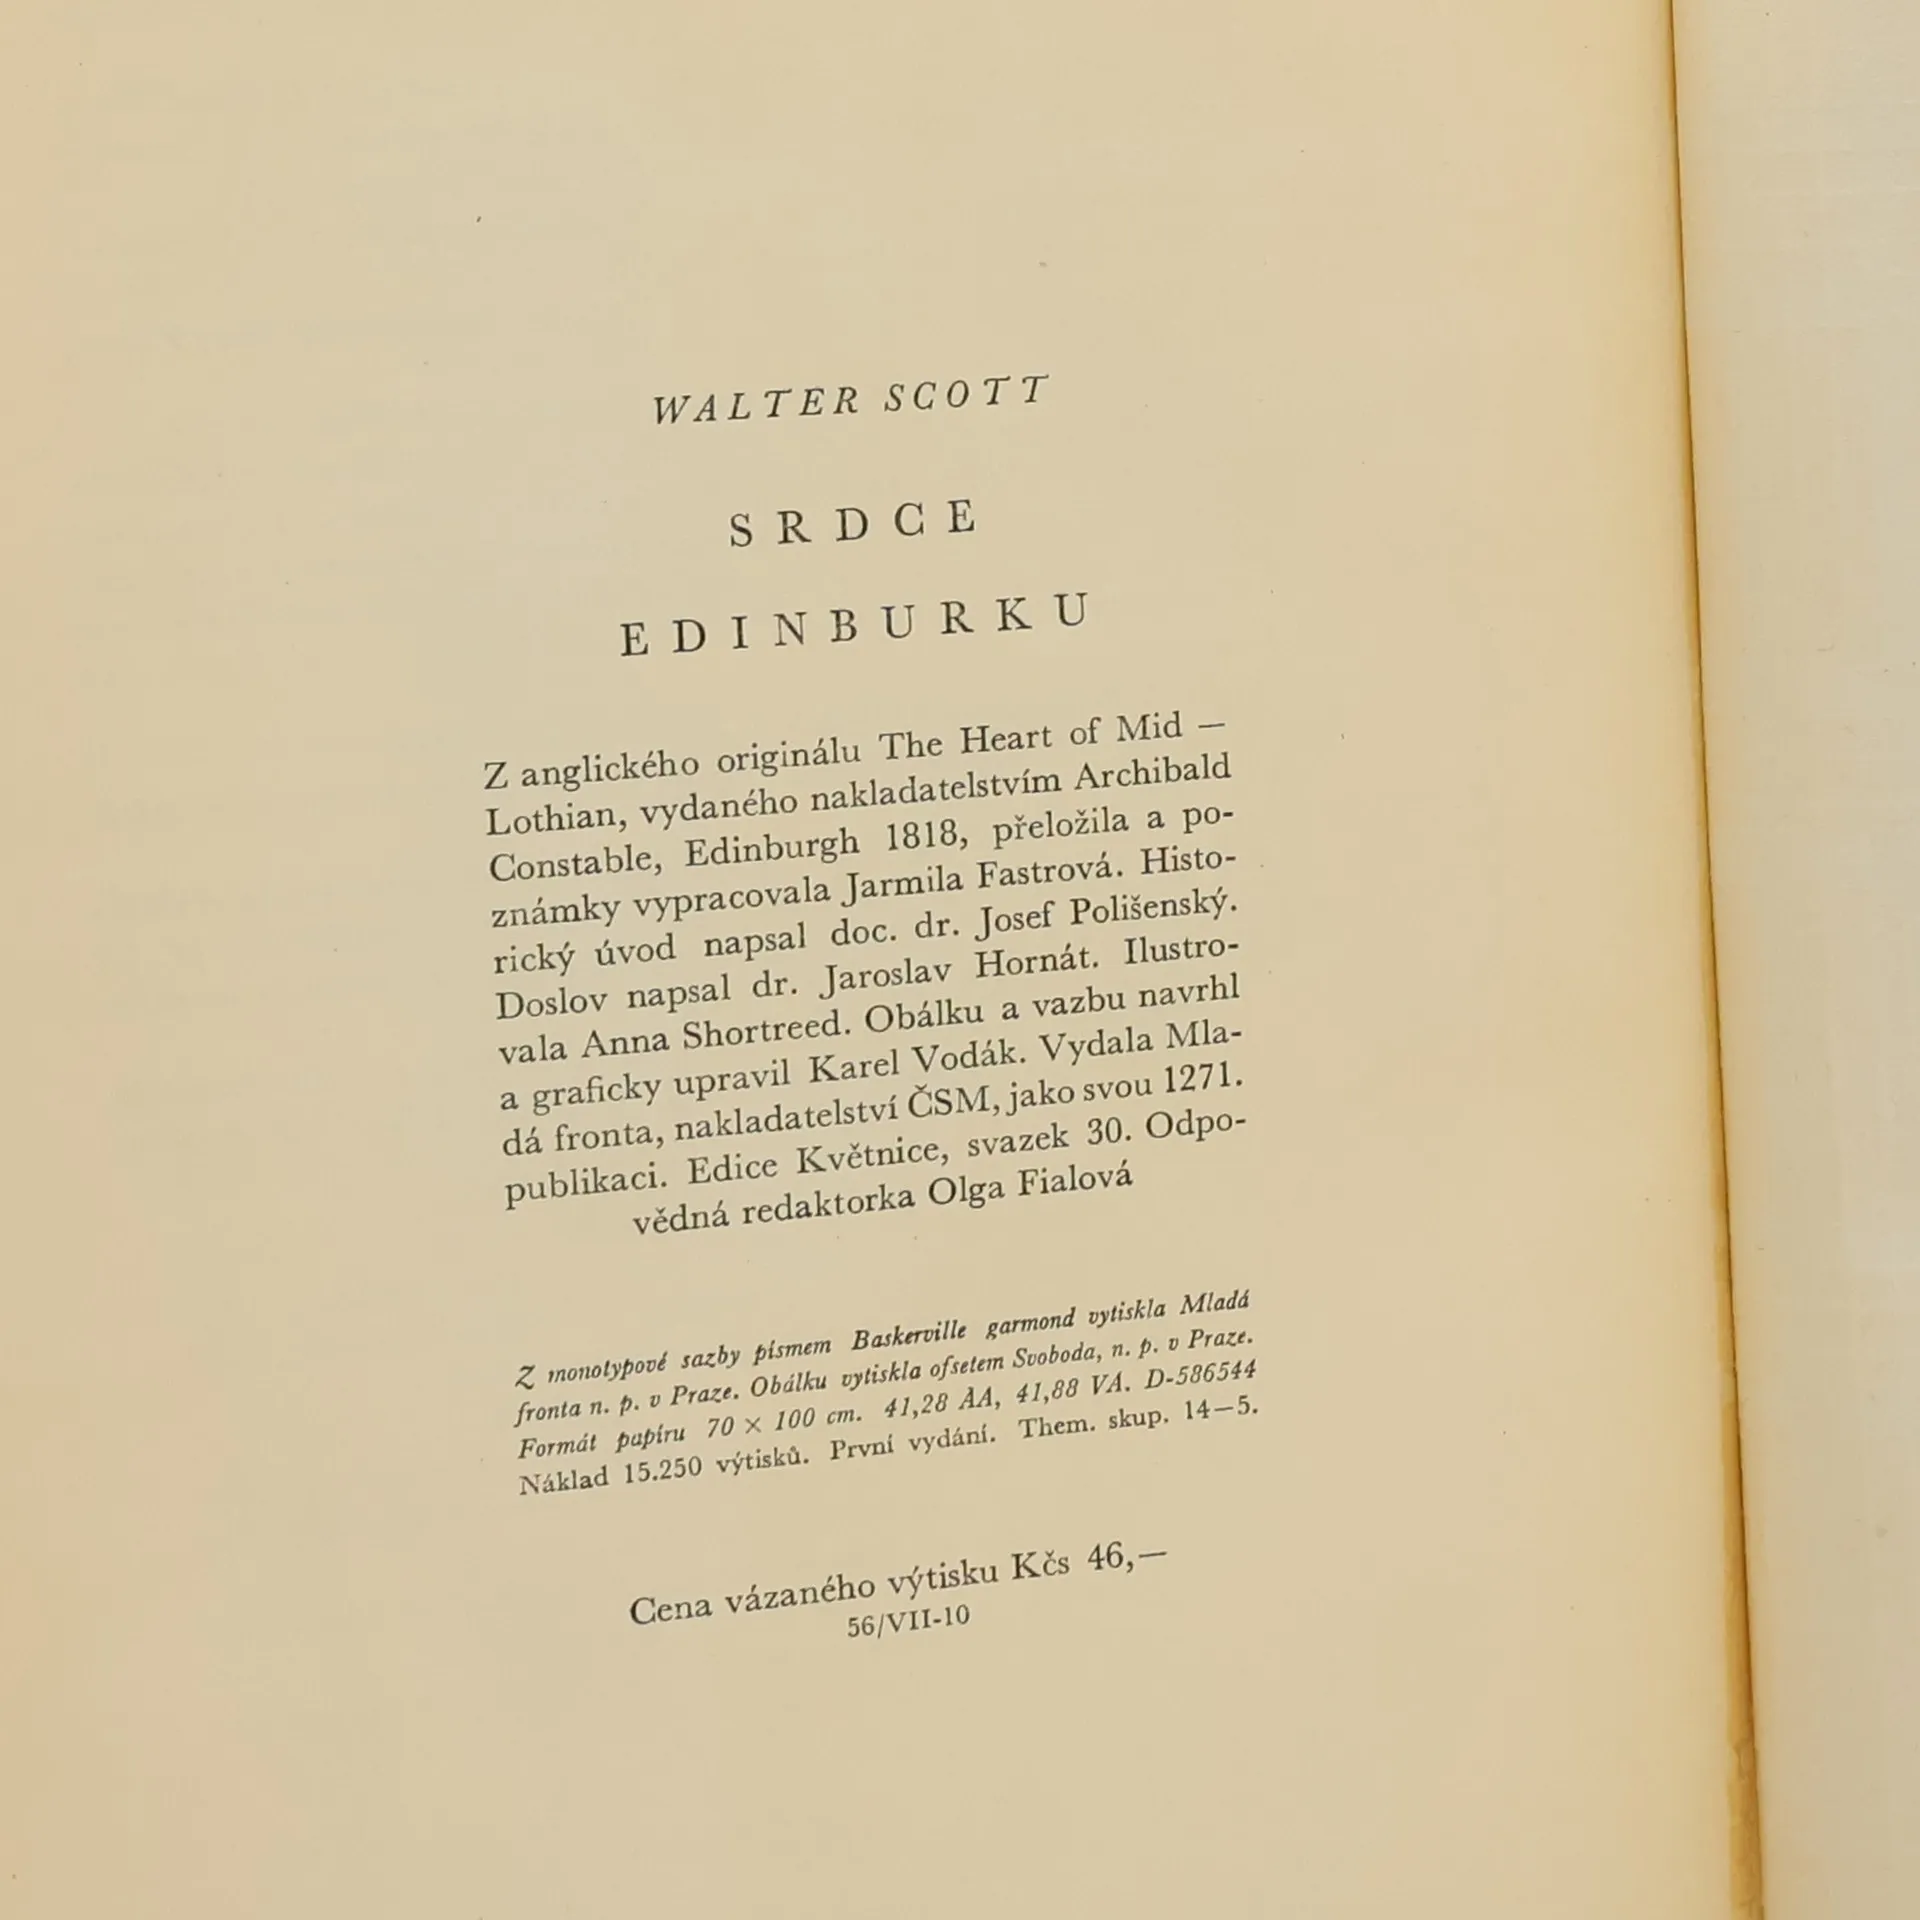 WALTER SCOTT
SRDCE
EDINBURKU
Z anglického originálu The Heart of Mid —
Lothian, vydaného nakladatelstvím Archibald
Constable, Edinburgh 1818, přeložila a po-
známky vypracovala Jarmila Fastrová. Histo-
rický úvod napsal doc. dr. Josef Polišenský.
Doslov napsal dr. Jaroslav Hornát. Ilustro-
vala Anna Shortreed. Obálku a vazbu navrhl
a graficky upravil Karel Vodák. Vydala Mla-
dá fronta, nakladatelství ČSM, jako svou 1271.
publikaci. Edice Květnice, svazek 30. Odpo-
vědná redaktorka Olga Fialová
Z monotypové sazby písmem Baskerville garmond vytiskla Mladá
fronta n. p. v Praze. Obálku vytiskla ofsetem Svoboda, n. p. v Praze.
Formát papíru 70 × 100 cm. 41,28 AA, 41,88 VA. D-586544
Náklad 15.250 výtisků. První vydání. Them. skup. 14—5.
Cena vázaného výtisku Kčs 46,—
56/VII-10